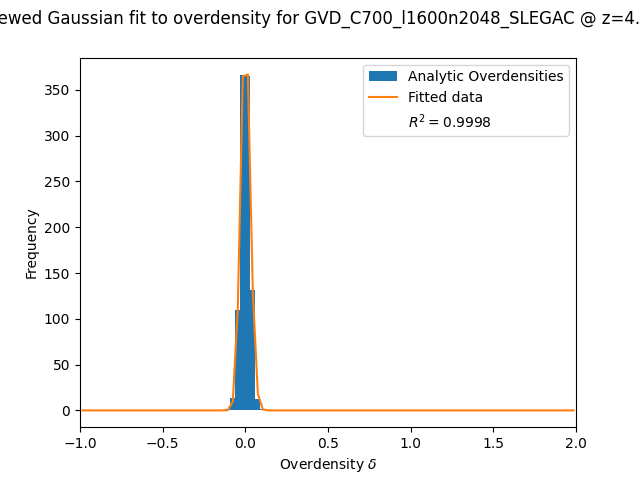 ewed Gaussian fit to overdensity for GVD_C700_l1600n2048_SLEGAC @ z=4.
Analytic Overdensities
Fitted data
R² = 0.9998
Frequency
350
300
250
200
150
100
50
0
−1.0 −0.5 0.0 0.5 1.0 1.5 2.0
Overdensity δ